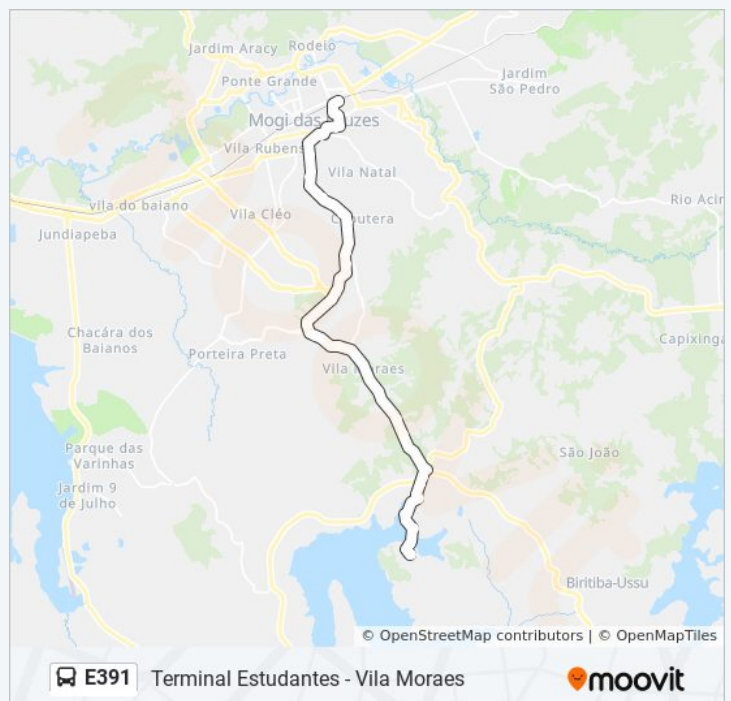 Jardim Aracy
Rodeio
Ponte Grande
Jardim
São Pedro
Mogi das
uzes
Vila Rubens
Vila Natal
Rio Acim
vila do baiano
Vila Cléo
utera
Jundiapeba
Chacára dos
Baianos
Porteira Preta
Capixinga
Vila M raes
Parque das
Varinhas
São João
Jardim 9
de Julho
Biritiba-Ussu
© OpenStreetMap contributors | © OpenMapTiles
E391 Terminal Estudantes - Vila Moraes
moovit